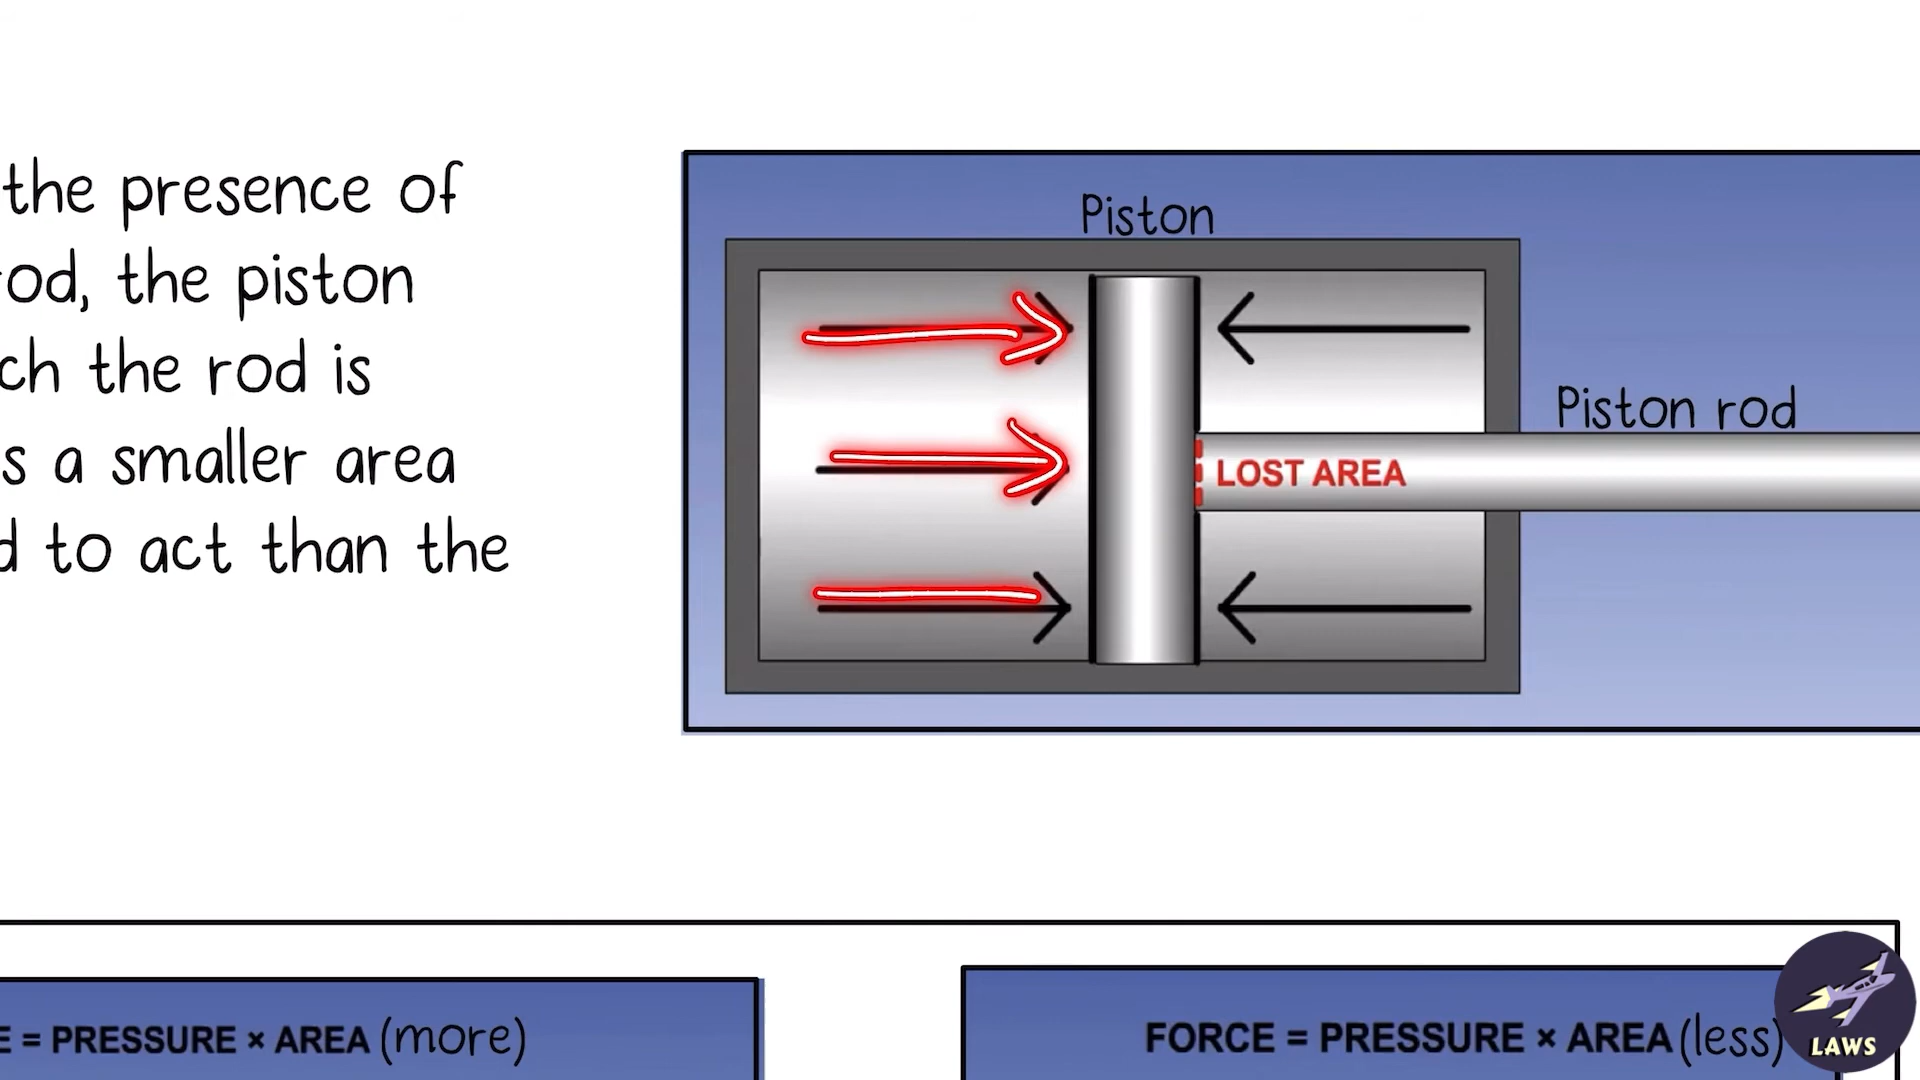 the presence of
rod, the piston
ch the rod is
s a smaller area
d to act than the
Piston
Piston rod
LOST AREA
E = PRESSURE × AREA (more)
FORCE = PRESSURE × AREA (less)
LAWS